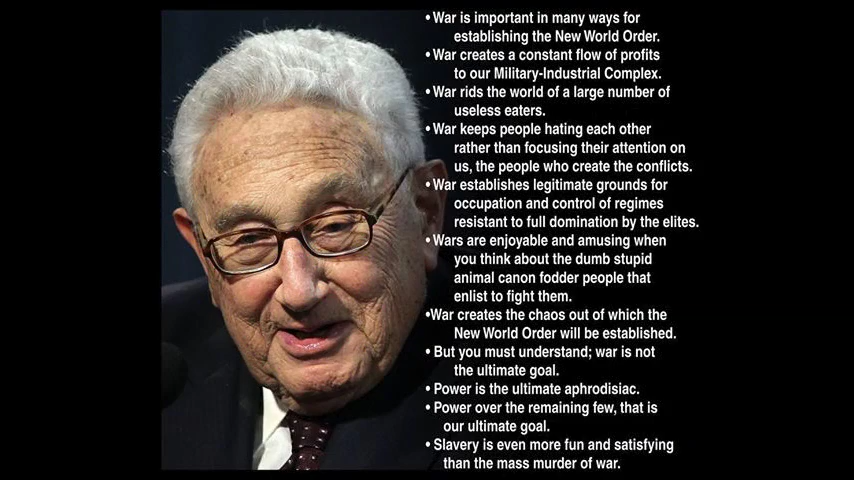 • War is important in many ways for
establishing the New World Order.
• War creates a constant flow of profits
to our Military-Industrial Complex.
• War rids the world of a large number of
useless eaters.
• War keeps people hating each other
rather than focusing their attention on
us, the people who create the conflicts.
• War establishes legitimate grounds for
occupation and control of regimes
resistant to full domination by the elites.
• Wars are enjoyable and amusing when
you think about the dumb stupid
animal canon fodder people that
enlist to fight them.
•War creates the chaos out of which the
New World Order will be established.
• But you must understand; war is not
the ultimate goal.
• Power is the ultimate aphrodisiac.
• Power over the remaining few, that is
our ultimate goal.
• Slavery is even more fun and satisfying
than the mass murder of war.